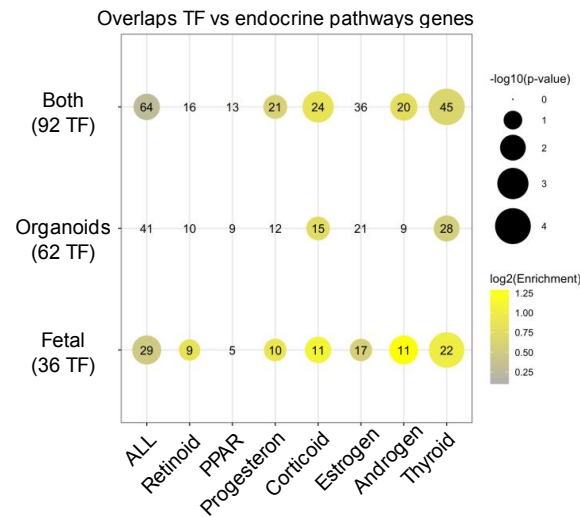 Overlaps TF vs endocrine pathways genes
Both
(92 TF)
64 16 13 21 24 36 20 45
Organoids
(62 TF)
41 10 9 12 15 21 9 28
Fetal
(36 TF)
29 9 5 10 11 17 11 22
ALL
Retinoid
PPAR
Progesteron
Corticoid
Estrogen
Androgen
Thyroid
-log10(p-value)
0
1
2
3
4
log2(Enrichment)
1.25
1.00
0.75
0.50
0.25